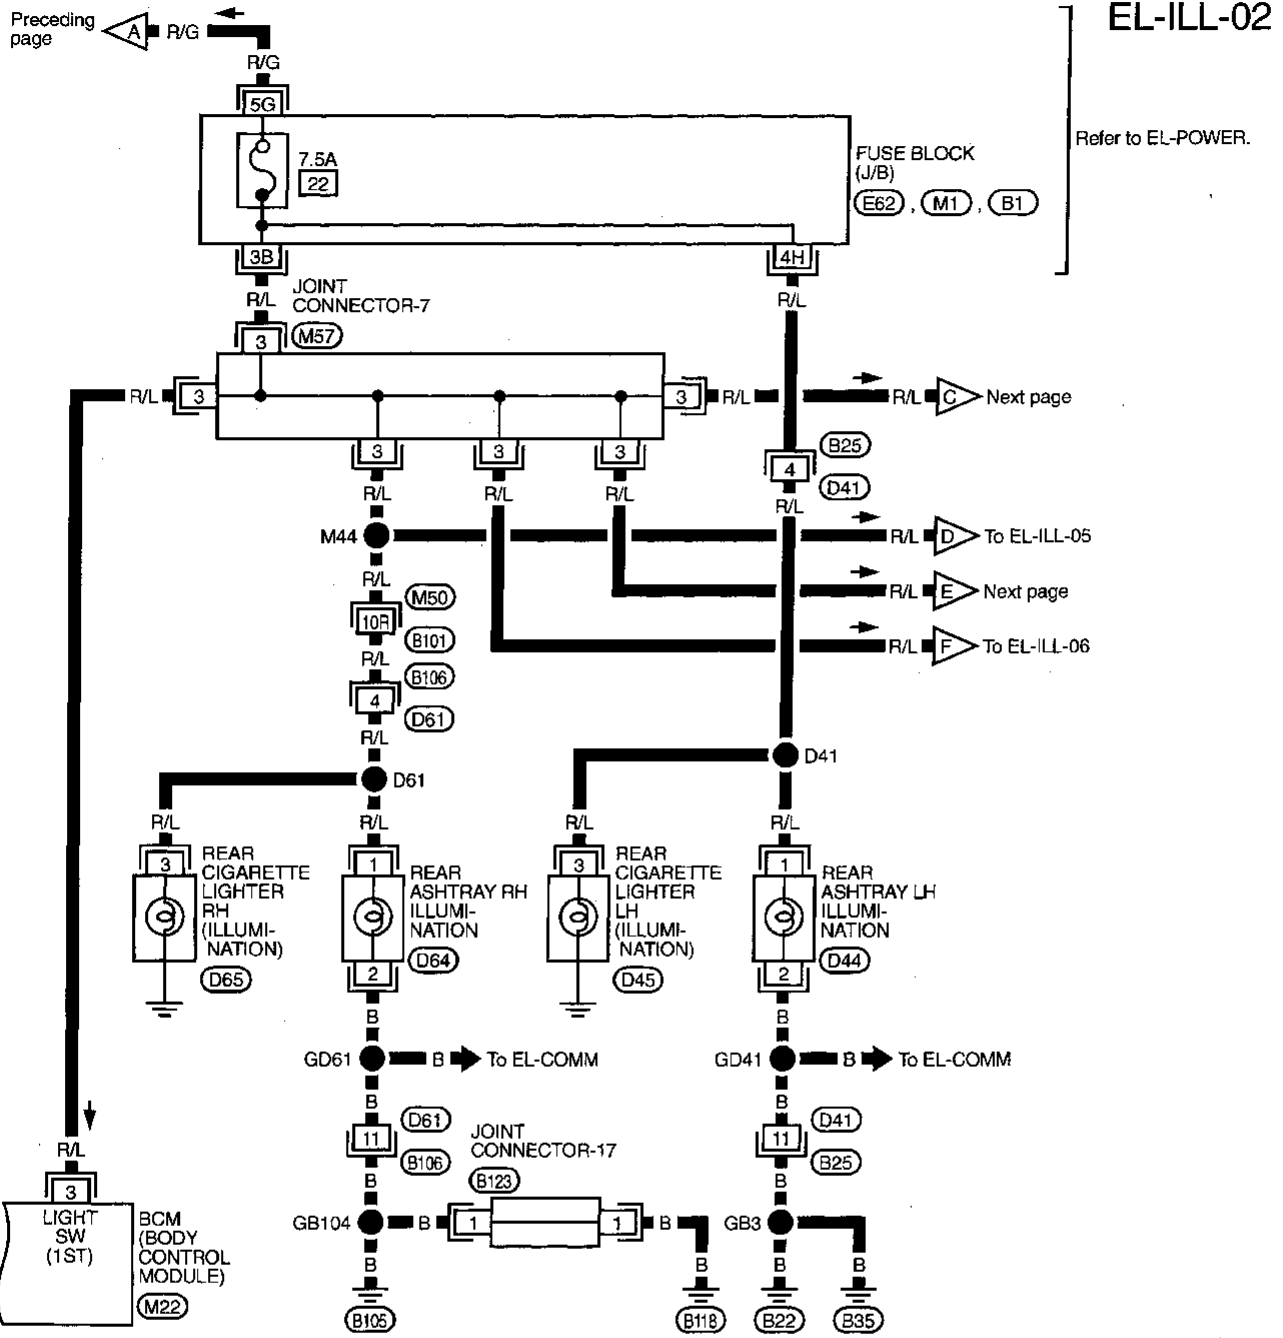 EL-ILL-02
Preceding
page
A
R/G
R/G
5G
7.5A
22
FUSE BLOCK
(J/B)
E62 , M1 , B1
Refer to EL-POWER.
3B
4H
R/L
R/L
JOINT
CONNECTOR-7
M57
3
R/L
3
3
R/L
R/L
C
Next page
3
3
3
B25
4
D41
R/L
R/L
R/L
R/L
M44
R/L
D
To EL-ILL-05
R/L
R/L
E
Next page
M50
10R
B101
R/L
F
To EL-ILL-06
R/L
B106
4
D61
R/L
D61
D41
R/L
R/L
R/L
R/L
3
REAR
CIGARETTE
LIGHTER
RH
(ILLUMI-
NATION)
D65
1
REAR
ASHTRAY RH
ILLUMI-
NATION
D64
2
3
REAR
CIGARETTE
LIGHTER
LH
(ILLUMI-
NATION)
D45
1
REAR
ASHTRAY LH
ILLUMI-
NATION
D44
2
B
B
GD61
B
To EL-COMM
GD41
B
To EL-COMM
B
B
D61
11
B106
D41
11
B25
JOINT
CONNECTOR-17
B123
B
B
GB104
B
1
1
B
GB3
B
B
B
B
B105
B118
B22
B35
R/L
3
LIGHT
SW
(1ST)
BCM
(BODY
CONTROL
MODULE)
M22